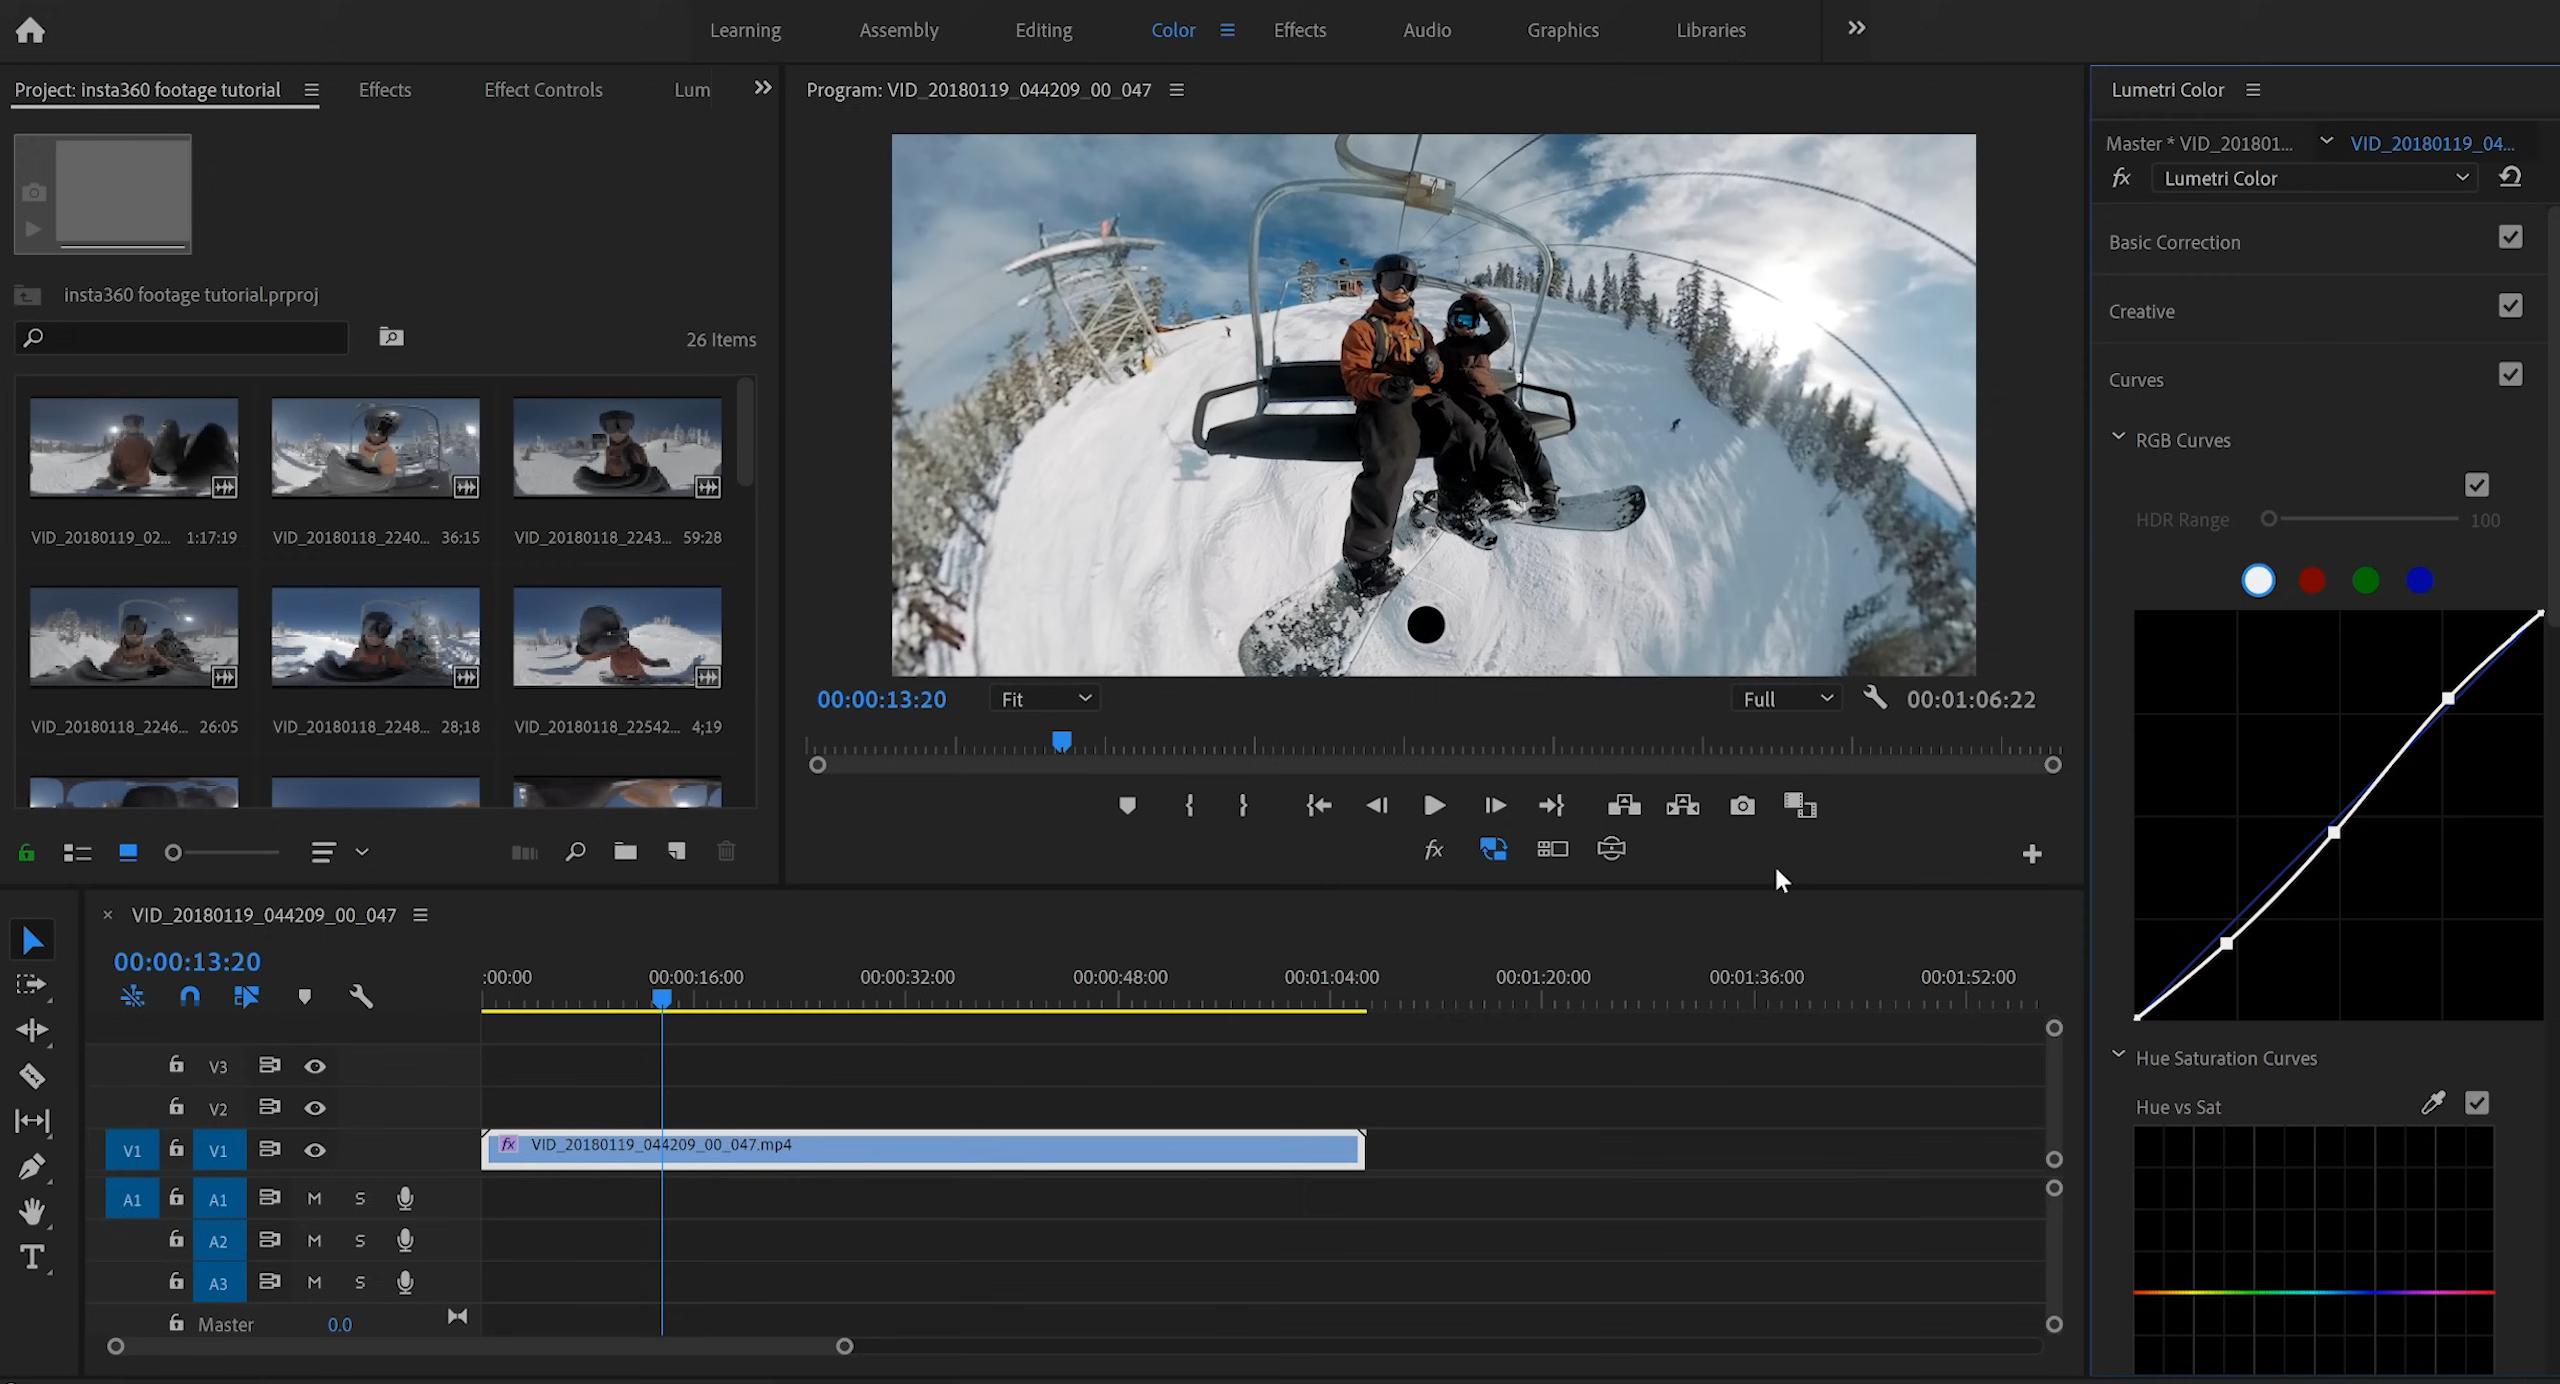 Learning Assembly Editing Color Effects Audio Graphics Libraries
Project: insta360 footage tutorial Effects Effect Controls Lum
Program: VID_20180119_044209_00_047
Lumetri Color
Master * VID_201801... VID_20180119_04...
fx Lumetri Color
insta360 footage tutorial.prproj
26 Items
VID_20180119_02... 1:17:19
VID_20180118_2240... 36:15
VID_20180118_2243... 59:28
VID_20180118_2246... 26:05
VID_20180118_2248... 28;18
VID_20180118_22542... 4;19
00:00:13:20 Fit Full 00:01:06:22
fx
Basic Correction
Creative
Curves
RGB Curves
HDR Range 100
Hue Saturation Curves
Hue vs Sat
× VID_20180119_044209_00_047
00:00:13:20
:00:00 00:00:16:00 00:00:32:00 00:00:48:00 00:01:04:00 00:01:20:00 00:01:36:00 00:01:52:00
V3
V2
V1 V1 fx VID_20180119_044209_00_047.mp4
A1 A1 M S
A2 M S
A3 M S
Master 0.0
T